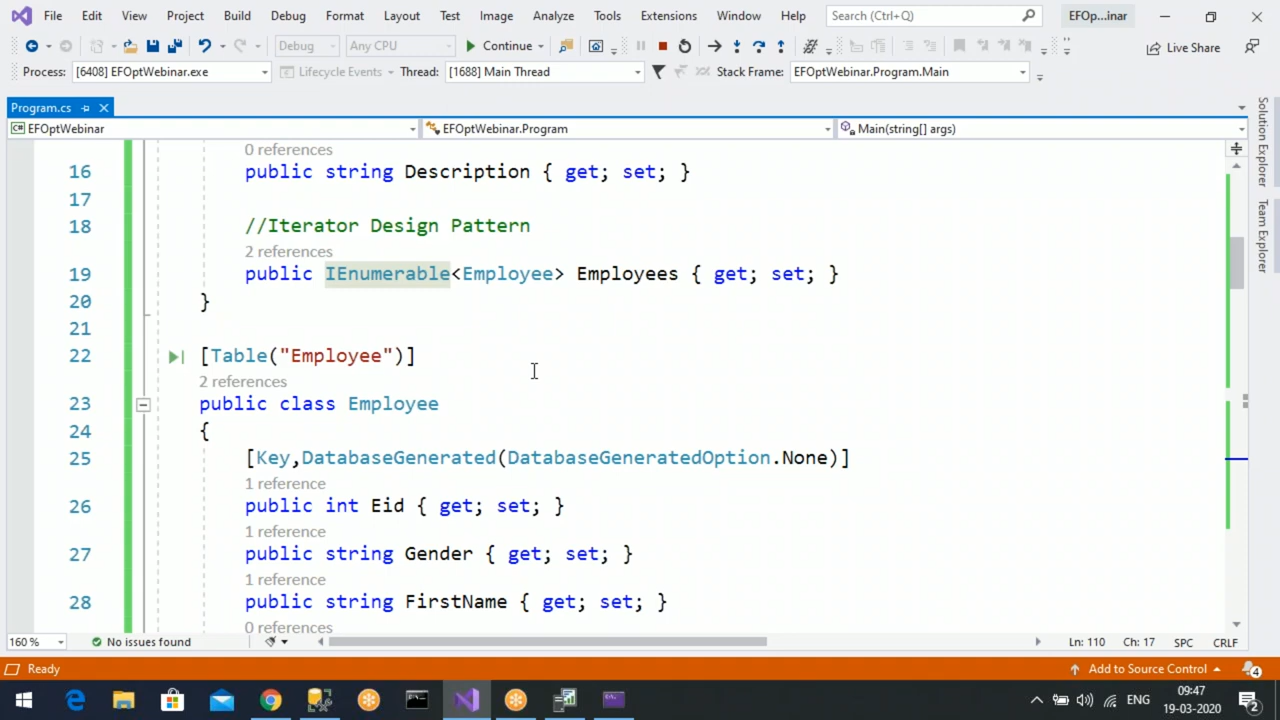 File Edit View Project Build Debug Format Layout Test Image Analyze Tools Extensions Window Help Search (Ctrl+Q) EFOp...inar
Debug Any CPU Continue Live Share
Process: [6408] EFOptWebinar.exe Lifecycle Events Thread: [1688] Main Thread Stack Frame: EFOptWebinar.Program.Main
Program.cs
C# EFOptWebinar EFOptWebinar.Program Main(string[] args)
0 references
16 public string Description { get; set; }
17
18 //Iterator Design Pattern
2 references
19 public IEnumerable<Employee> Employees { get; set; }
20 }
21
22 [Table("Employee")]
2 references
23 public class Employee
24 {
25 [Key,DatabaseGenerated(DatabaseGeneratedOption.None)]
1 reference
26 public int Eid { get; set; }
1 reference
27 public string Gender { get; set; }
1 reference
28 public string FirstName { get; set; }
0 references
Solution Explorer
Team Explorer
160 % No issues found Ln: 110 Ch: 17 SPC CRLF
Ready Add to Source Control 4
ENG 09:47
19-03-2020 2